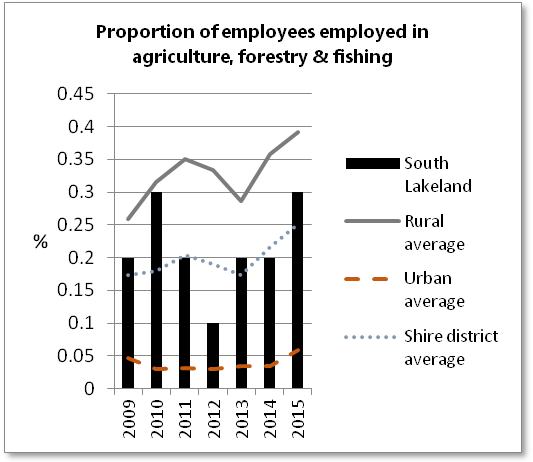 Proportion of employees employed in
agriculture, forestry & fishing
0.45
0.4
0.35
0.3
0.25
0.2
0.15
0.1
0.05
0
%
2009
2010
2011
2012
2013
2014
2015
South
Lakeland
Rural
average
Urban
average
Shire district
average